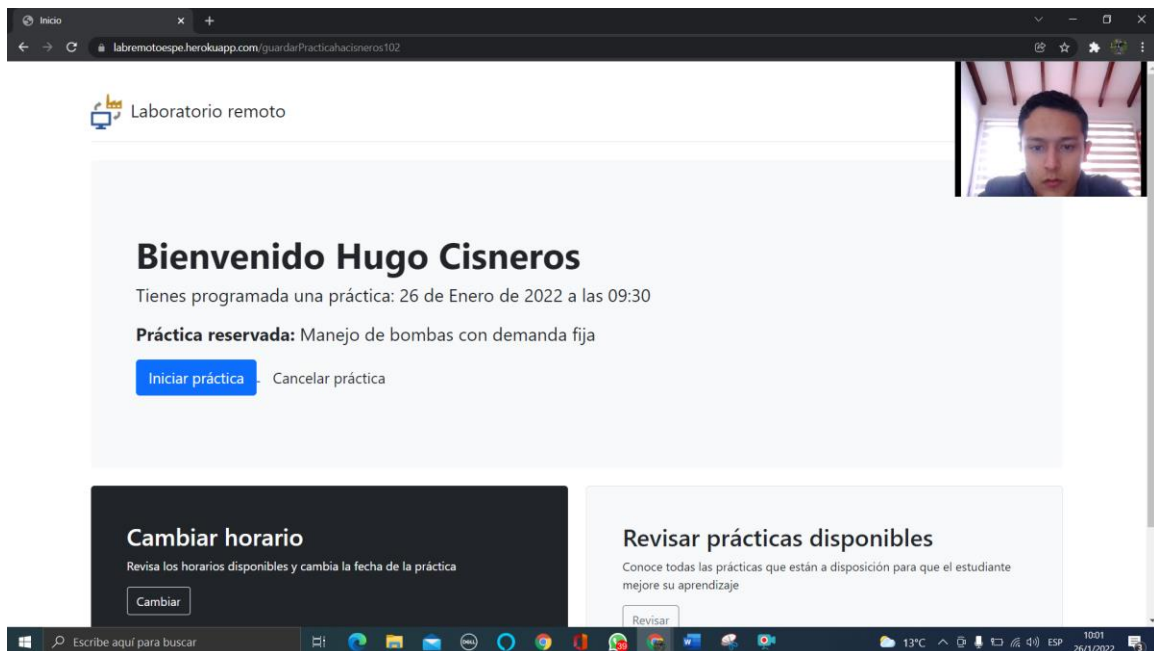 Inicio
labremotoespe.herokuapp.com/guardarPracticahacisneros102
Laboratorio remoto
Bienvenido Hugo Cisneros
Tienes programada una práctica: 26 de Enero de 2022 a las 09:30
Práctica reservada: Manejo de bombas con demanda fija
Iniciar práctica Cancelar práctica
Cambiar horario
Revisa los horarios disponibles y cambia la fecha de la práctica
Cambiar
Revisar prácticas disponibles
Conoce todas las prácticas que están a disposición para que el estudiante
mejore su aprendizaje
Revisar
Escribe aquí para buscar
DELL
39
13°C
ESP
10:01
26/1/2022